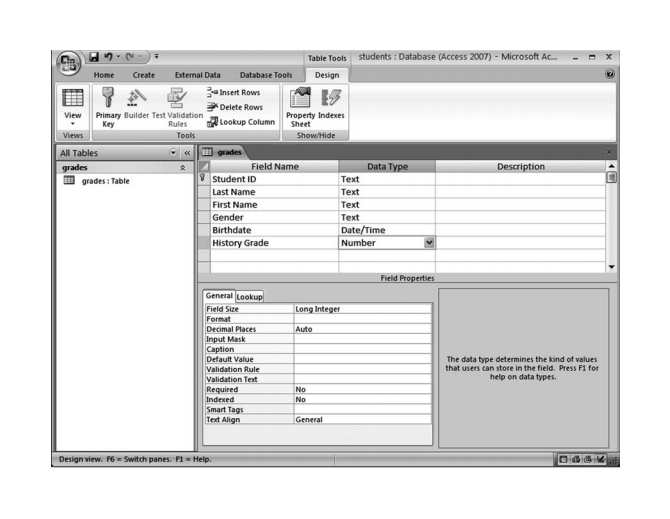 Table Tools students : Database (Access 2007) - Microsoft Ac...
Home Create External Data Database Tools Design
View
Primary Key
Builder
Test Validation Rules
Insert Rows
Delete Rows
Lookup Column
Property Sheet
Indexes
Views Tools Show/Hide
All Tables
grades
grades : Table
grades
Field Name Data Type Description
Student ID Text
Last Name Text
First Name Text
Gender Text
Birthdate Date/Time
History Grade Number
Field Properties
General Lookup
Field Size Long Integer
Format
Decimal Places Auto
Input Mask
Caption
Default Value
Validation Rule
Validation Text
Required No
Indexed No
Smart Tags
Text Align General
The data type determines the kind of values
that users can store in the field. Press F1 for
help on data types.
Design view. F6 = Switch panes. F1 = Help.